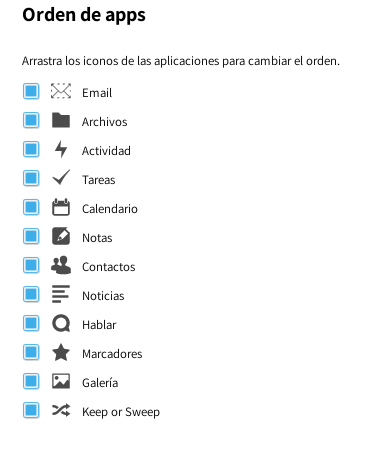 Orden de apps
Arrastra los iconos de las aplicaciones para cambiar el orden.
Email
Archivos
Actividad
Tareas
Calendario
Notas
Contactos
Noticias
Hablar
Marcadores
Galería
Keep or Sweep